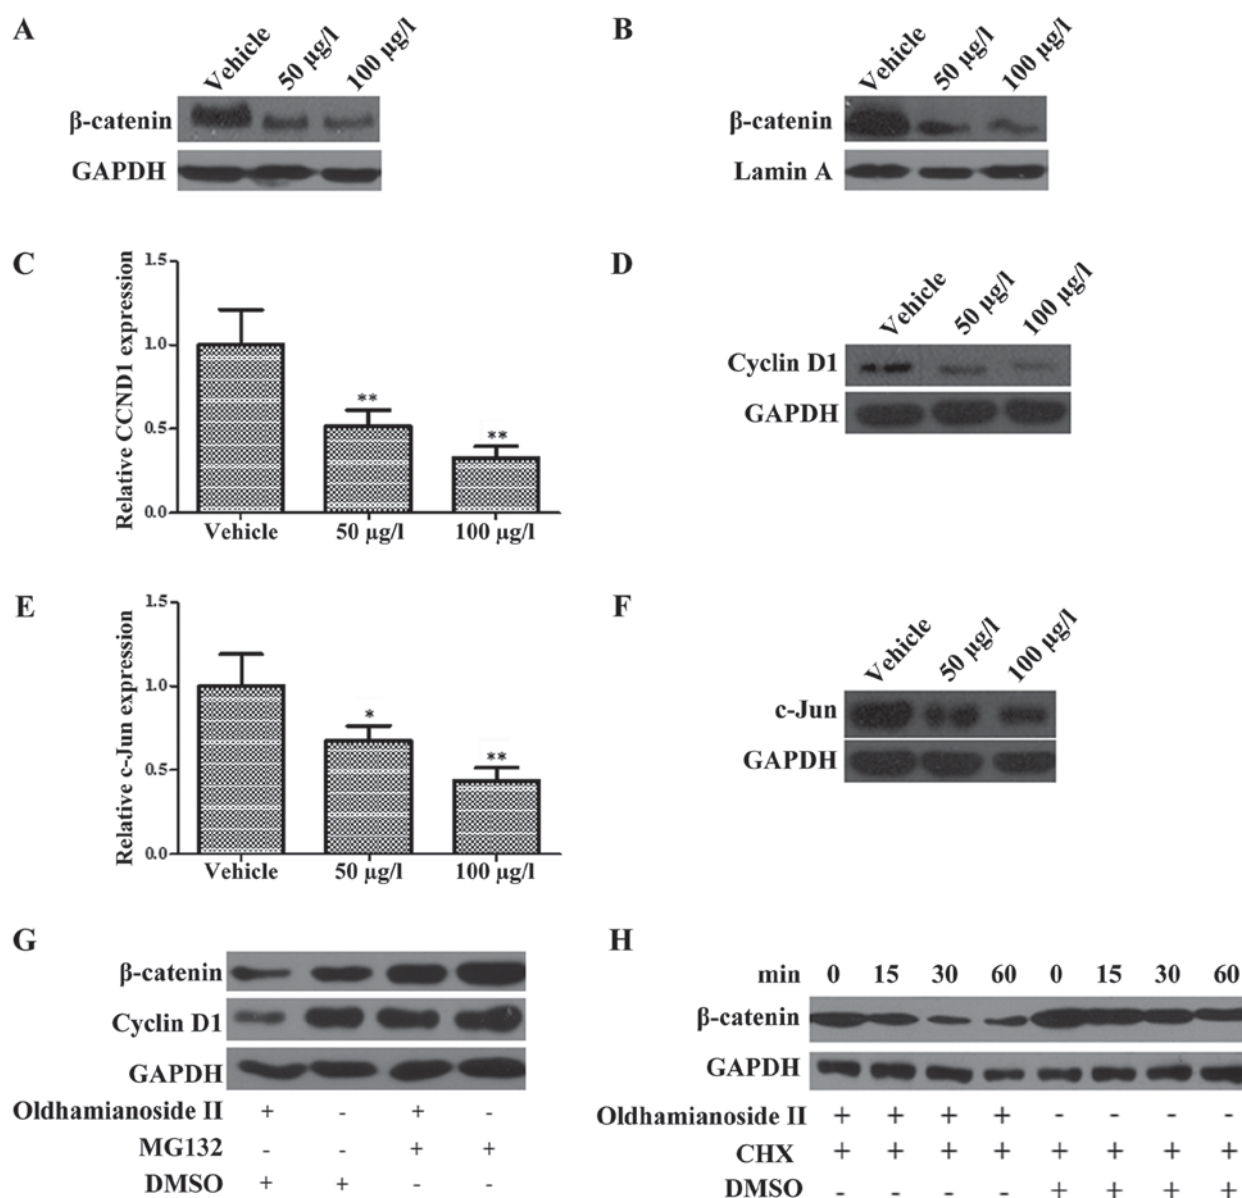 A
Vehicle
50 µg/l
100 µg/l
β-catenin
GAPDH
B
Vehicle
50 µg/l
100 µg/l
β-catenin
Lamin A
C
Relative CCND1 expression
1.5
1.0
**
0.5
**
0.0
Vehicle 50 µg/l 100 µg/l
D
Vehicle
50 µg/l
100 µg/l
Cyclin D1
GAPDH
E
Relative c-Jun expression
1.5
1.0
*
**
0.5
0.0
Vehicle 50 µg/l 100 µg/l
F
Vehicle
50 µg/l
100 µg/l
c-Jun
GAPDH
G
β-catenin
Cyclin D1
GAPDH
Oldhamianoside II + - + -
MG132 - - + +
DMSO + + - -
H
min 0 15 30 60 0 15 30 60
β-catenin
GAPDH
Oldhamianoside II + + + + - - - -
CHX + + + + + + + +
DMSO - - - - + + + +